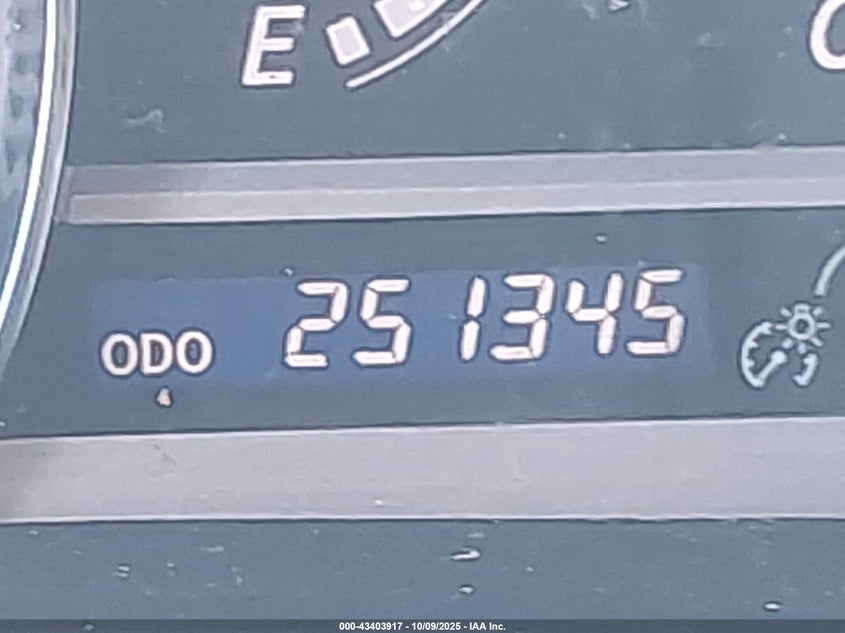 E
ODO 251345
000-43403917 - 10/09/2025 - IAA Inc.